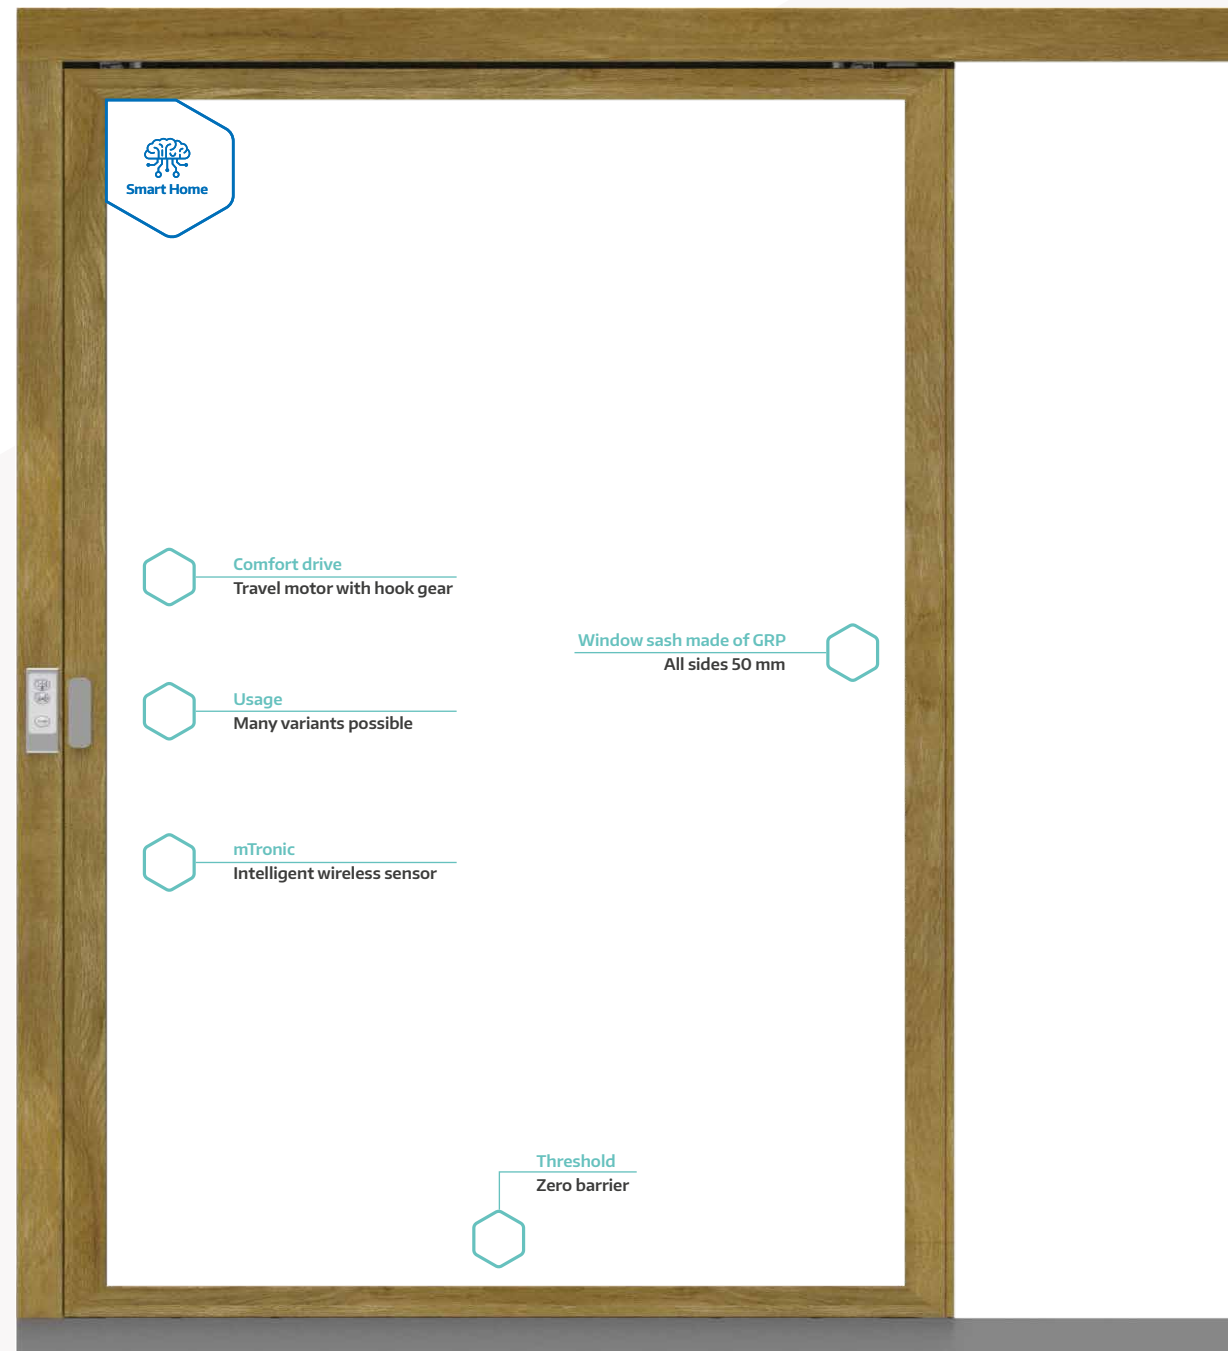 Smart Home
Comfort drive
Travel motor with hook gear
Window sash made of GRP
All sides 50 mm
Usage
Many variants possible
mTronic
Intelligent wireless sensor
Threshold
Zero barrier